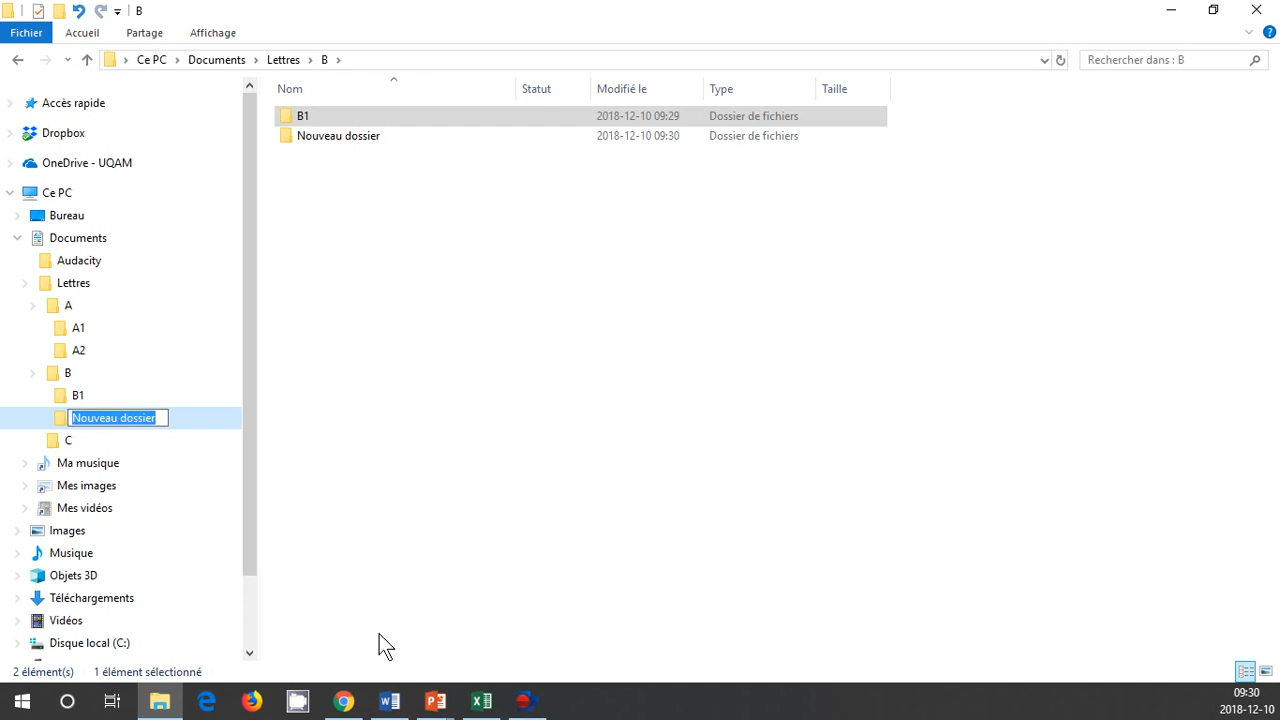 B
Fichier Accueil Partage Affichage
Ce PC Documents Lettres B Rechercher dans : B
Nom Statut Modifié le Type Taille
B1 2018-12-10 09:29 Dossier de fichiers
Nouveau dossier 2018-12-10 09:30 Dossier de fichiers
Accès rapide
Dropbox
OneDrive - UQAM
Ce PC
Bureau
Documents
Audacity
Lettres
A
A1
A2
B
B1
Nouveau dossier
C
Ma musique
Mes images
Mes vidéos
Images
Musique
Objets 3D
Téléchargements
Vidéos
Disque local (C:)
2 élément(s) 1 élément sélectionné
09:30
2018-12-10